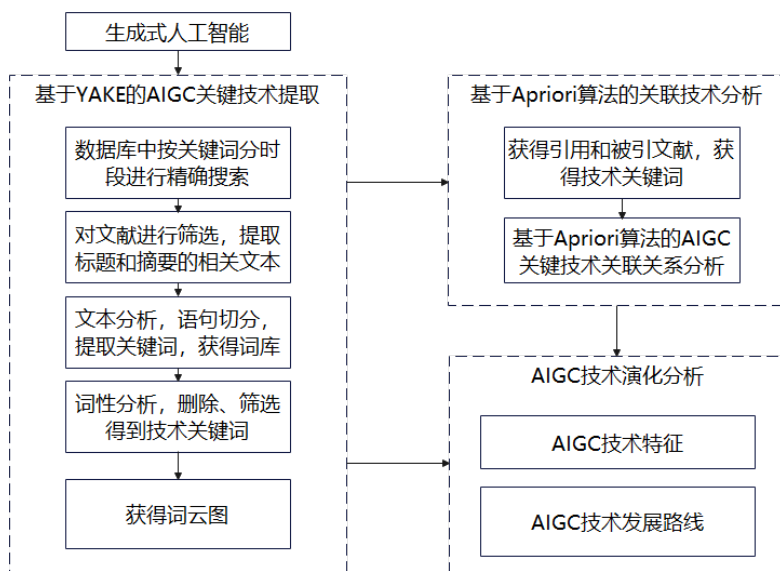 生成式人工智能
基于YAKE的AIGC关键技术提取
数据库中按关键词分时
段进行精确搜索
对文献进行筛选，提取
标题和摘要的相关文本
文本分析，语句切分，
提取关键词，获得词库
词性分析，删除、筛选
得到技术关键词
获得词云图
基于Apriori算法的关联技术分析
获得引用和被引文献，获
得技术关键词
基于Apriori算法的AIGC
关键技术关联关系分析
AIGC技术演化分析
AIGC技术特征
AIGC技术发展路线